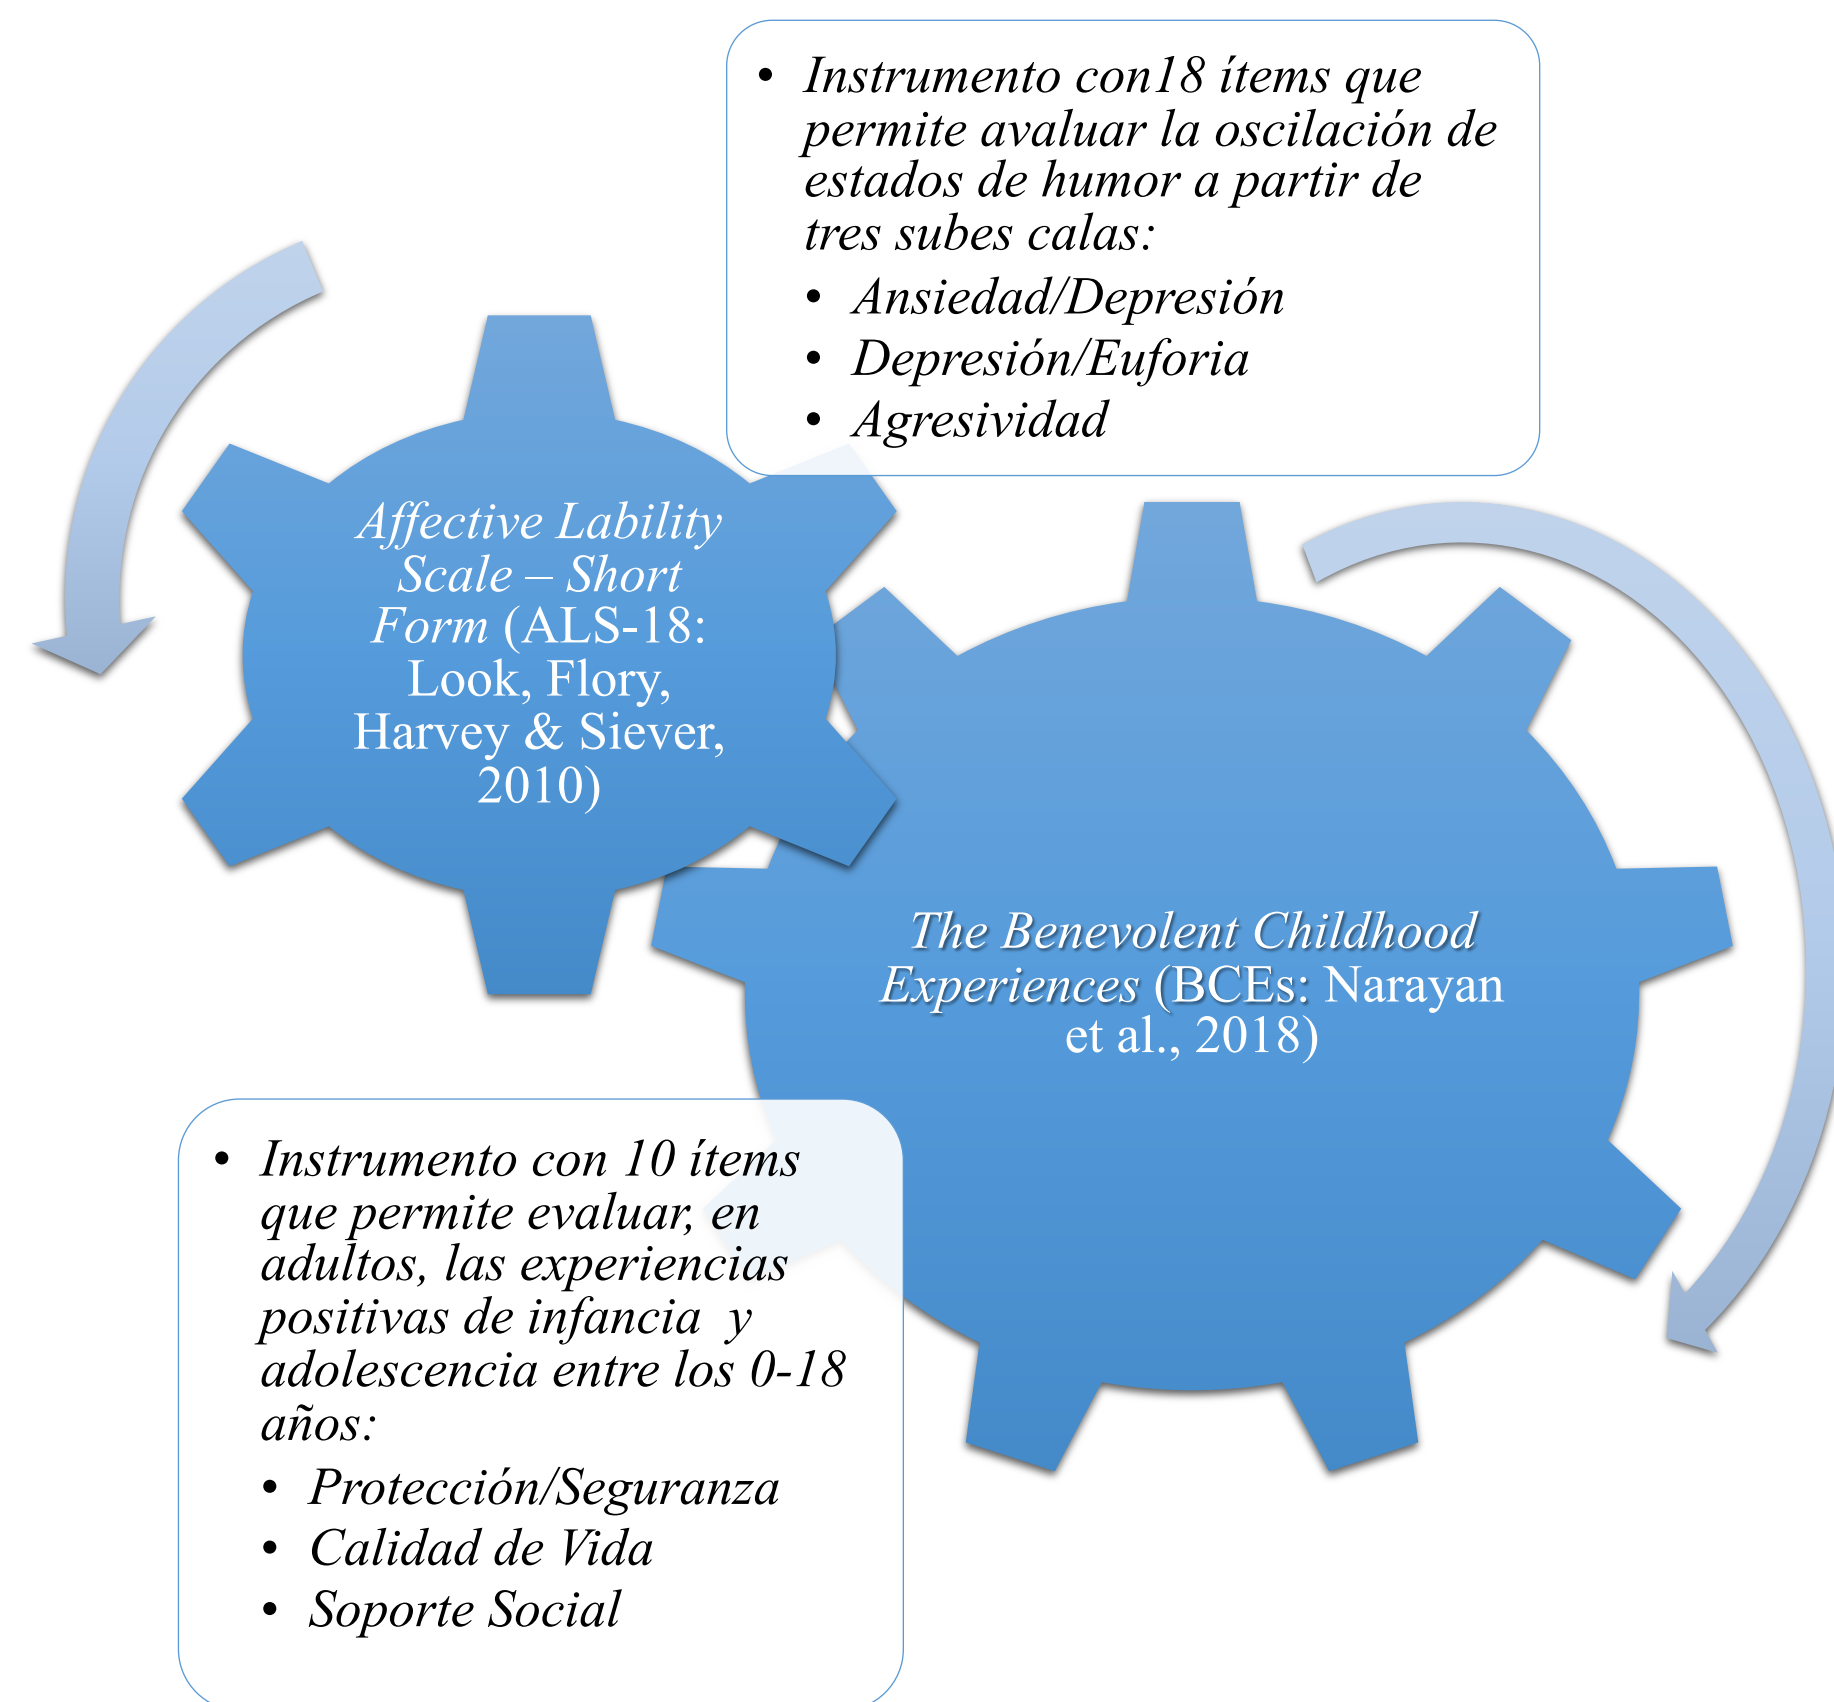 • Instrumento con18 ítems que
permite avaluar la oscilación de
estados de humor a partir de
tres subes calas:
• Ansiedad/Depresión
• Depresión/Euforia
• Agresividad
Affective Lability
Scale – Short
Form (ALS-18:
Look, Flory,
Harvey & Siever,
2010)
The Benevolent Childhood
Experiences (BCEs: Narayan
et al., 2018)
• Instrumento con 10 ítems
que permite evaluar, en
adultos, las experiencias
positivas de infancia  y
adolescencia entre los 0-18
años:
• Protección/Seguranza
• Calidad de Vida
• Soporte Social